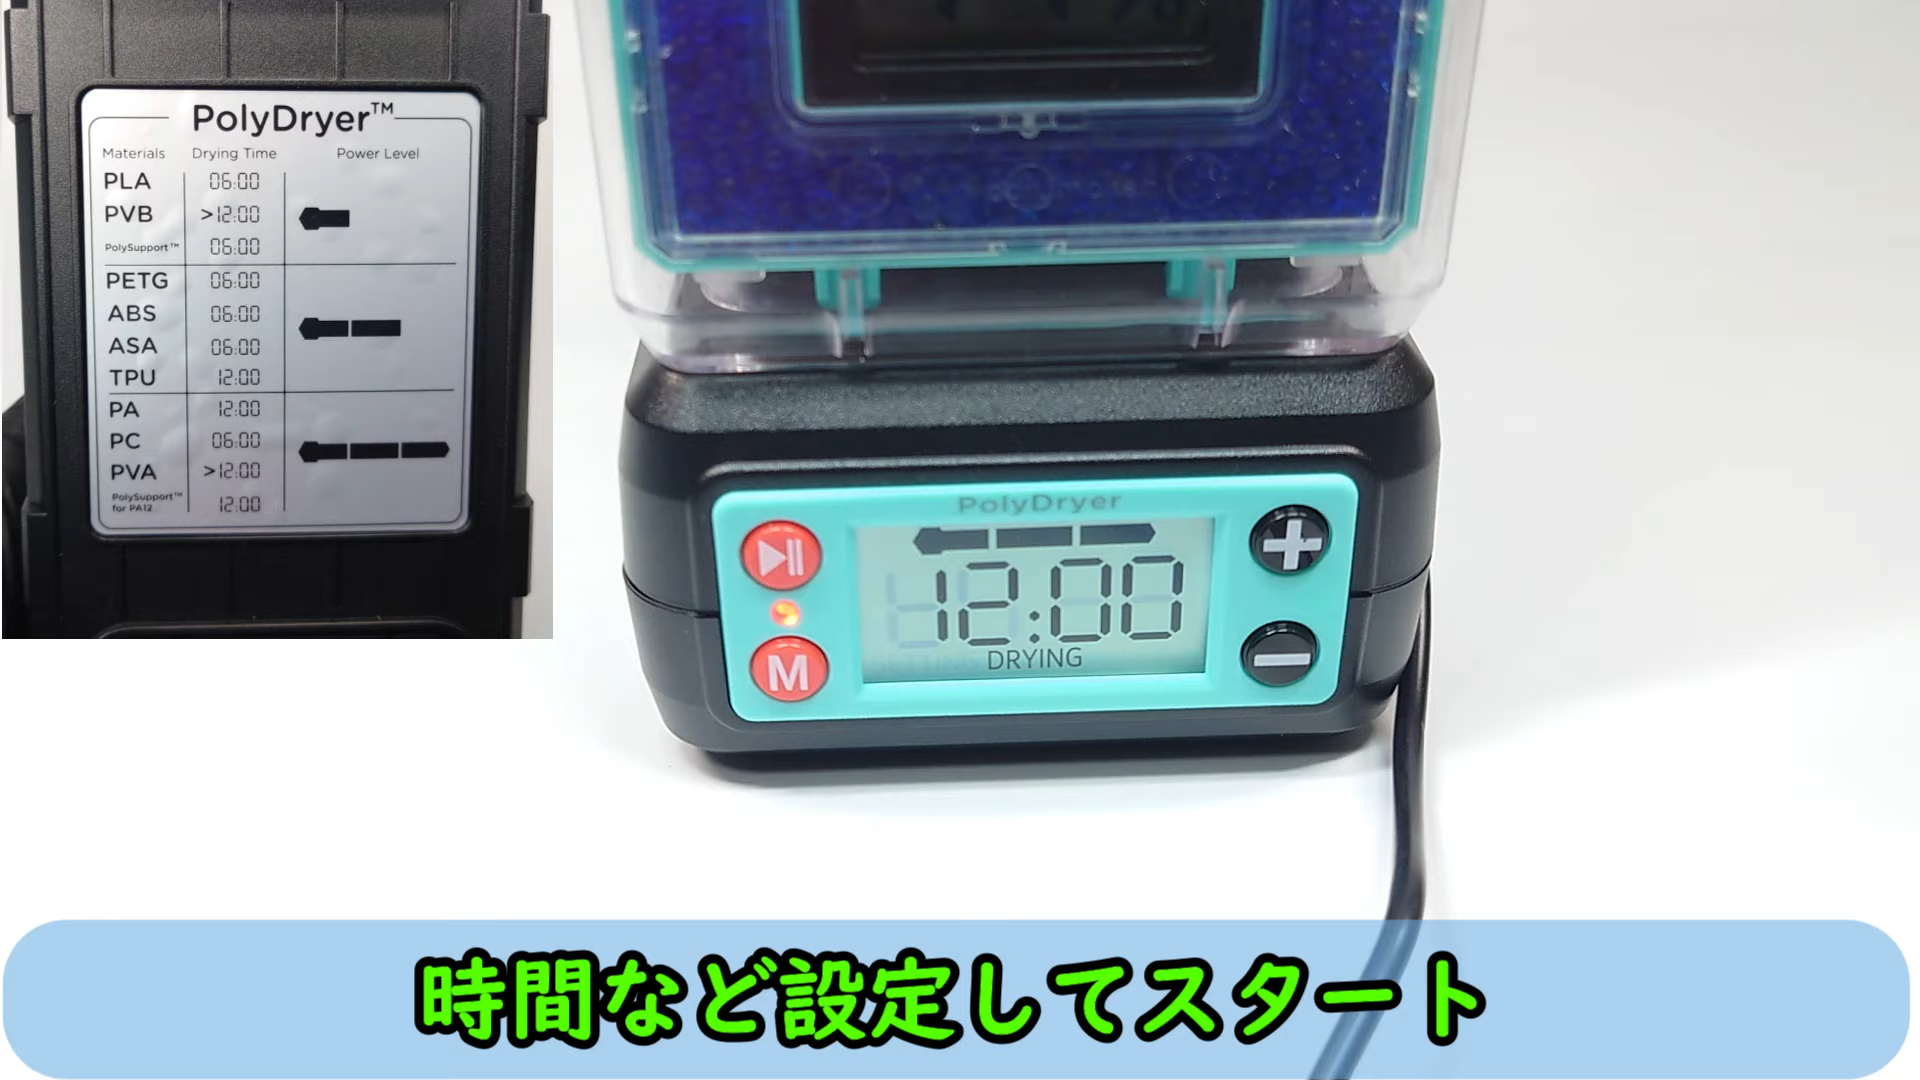 PolyDryer™
Materials Drying Time Power Level
PLA 06:00
PVB >12:00
PolySupport™ 06:00
PETG 06:00
ABS 06:00
ASA 06:00
TPU 12:00
PA 12:00
PC 06:00
PVA >12:00
PolySupport™ for PA12 12:00
PolyDryer
12:00
DRYING
M
時間など設定してスタート